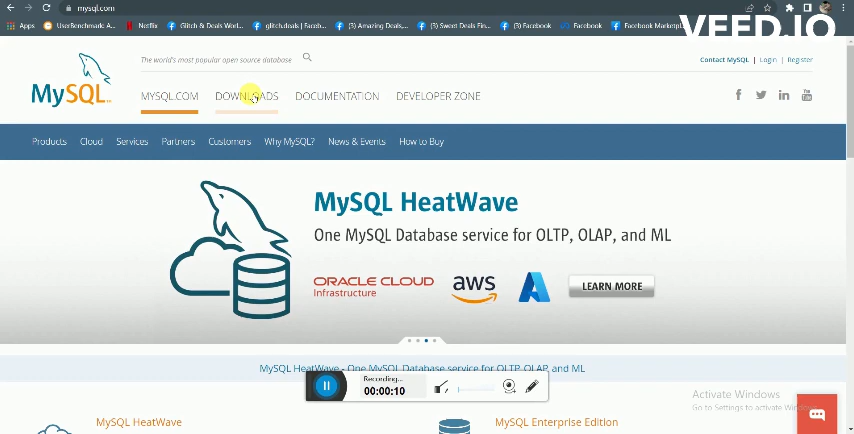 mysql.com
Apps UserBenchmark: A... Netflix Glitch & Deals Worl... glitch.deals | Faceb... (3) Amazing Deals,... (3) Sweet Deals Fin... (3) Facebook Facebook Facebook Marketpl...
VEED.IO
The world's most popular open source database
Contact MySQL | Login | Register
MySQL
MYSQL.COM DOWNLOADS DOCUMENTATION DEVELOPER ZONE
Products Cloud Services Partners Customers Why MySQL? News & Events How to Buy
MySQL HeatWave
One MySQL Database service for OLTP, OLAP, and ML
ORACLE CLOUD
Infrastructure
aws
LEARN MORE
MySQL HeatWave - One MySQL Database service for OLTP, OLAP, and ML
Recording...
00:00:10
Activate Windows
Go to Settings to activate Windows.
MySQL HeatWave
MySQL Enterprise Edition